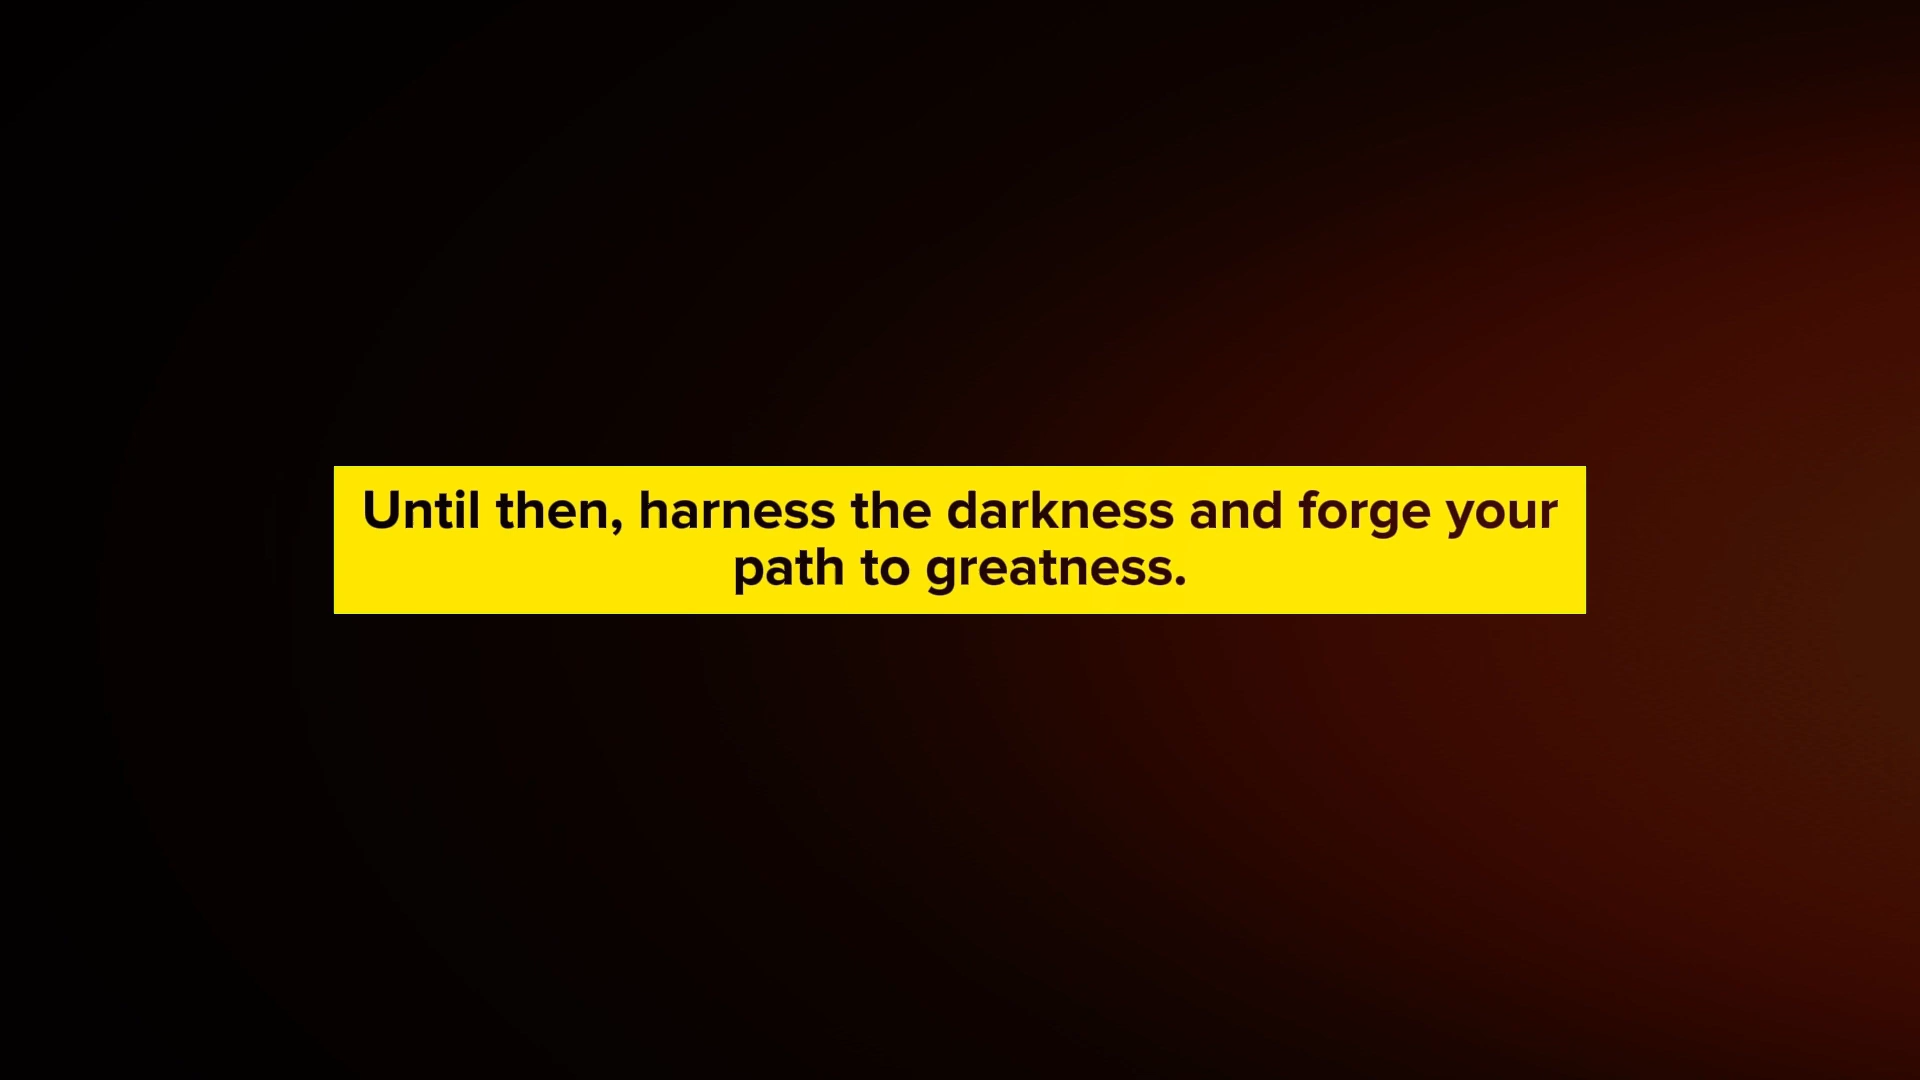 Until then, harness the darkness and forge your
path to greatness.